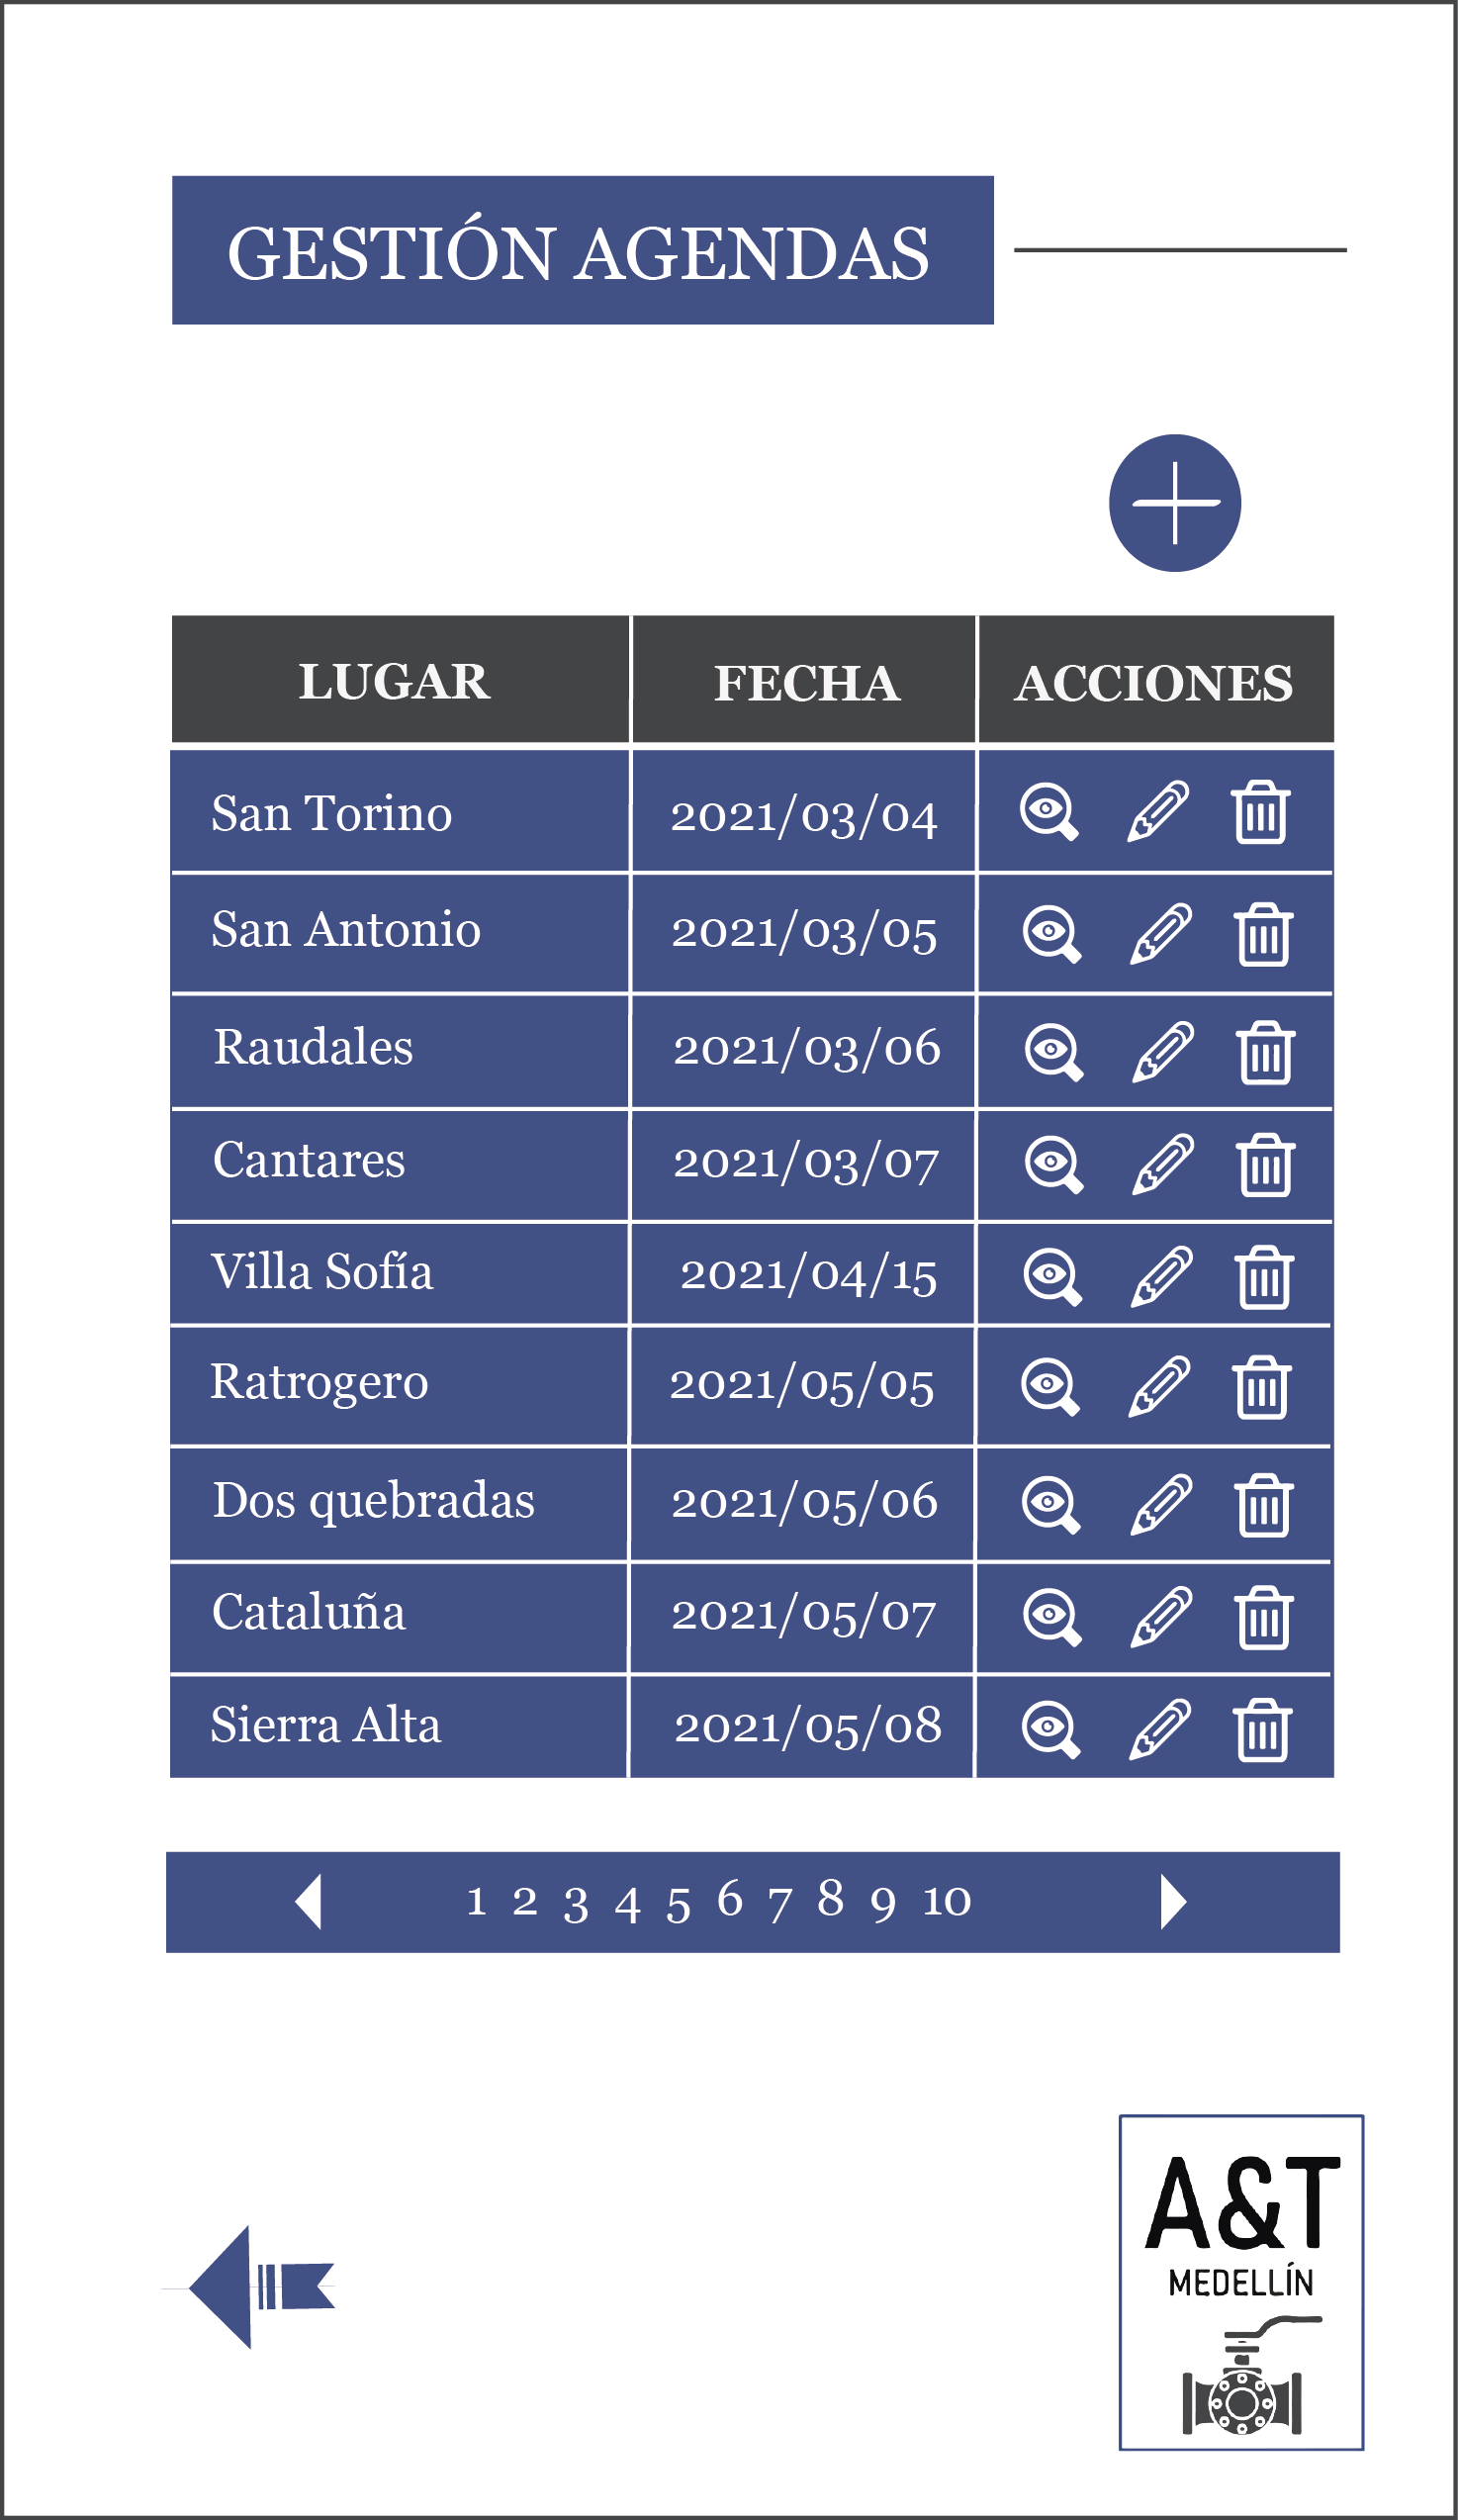 GESTIÓN AGENDAS
LUGAR FECHA ACCIONES
San Torino 2021/03/04
San Antonio 2021/03/05
Raudales 2021/03/06
Cantares 2021/03/07
Villa Sofía 2021/04/15
Ratrogero 2021/05/05
Dos quebradas 2021/05/06
Cataluña 2021/05/07
Sierra Alta 2021/05/08
1 2 3 4 5 6 7 8 9 10
A&T
MEDELLÍN